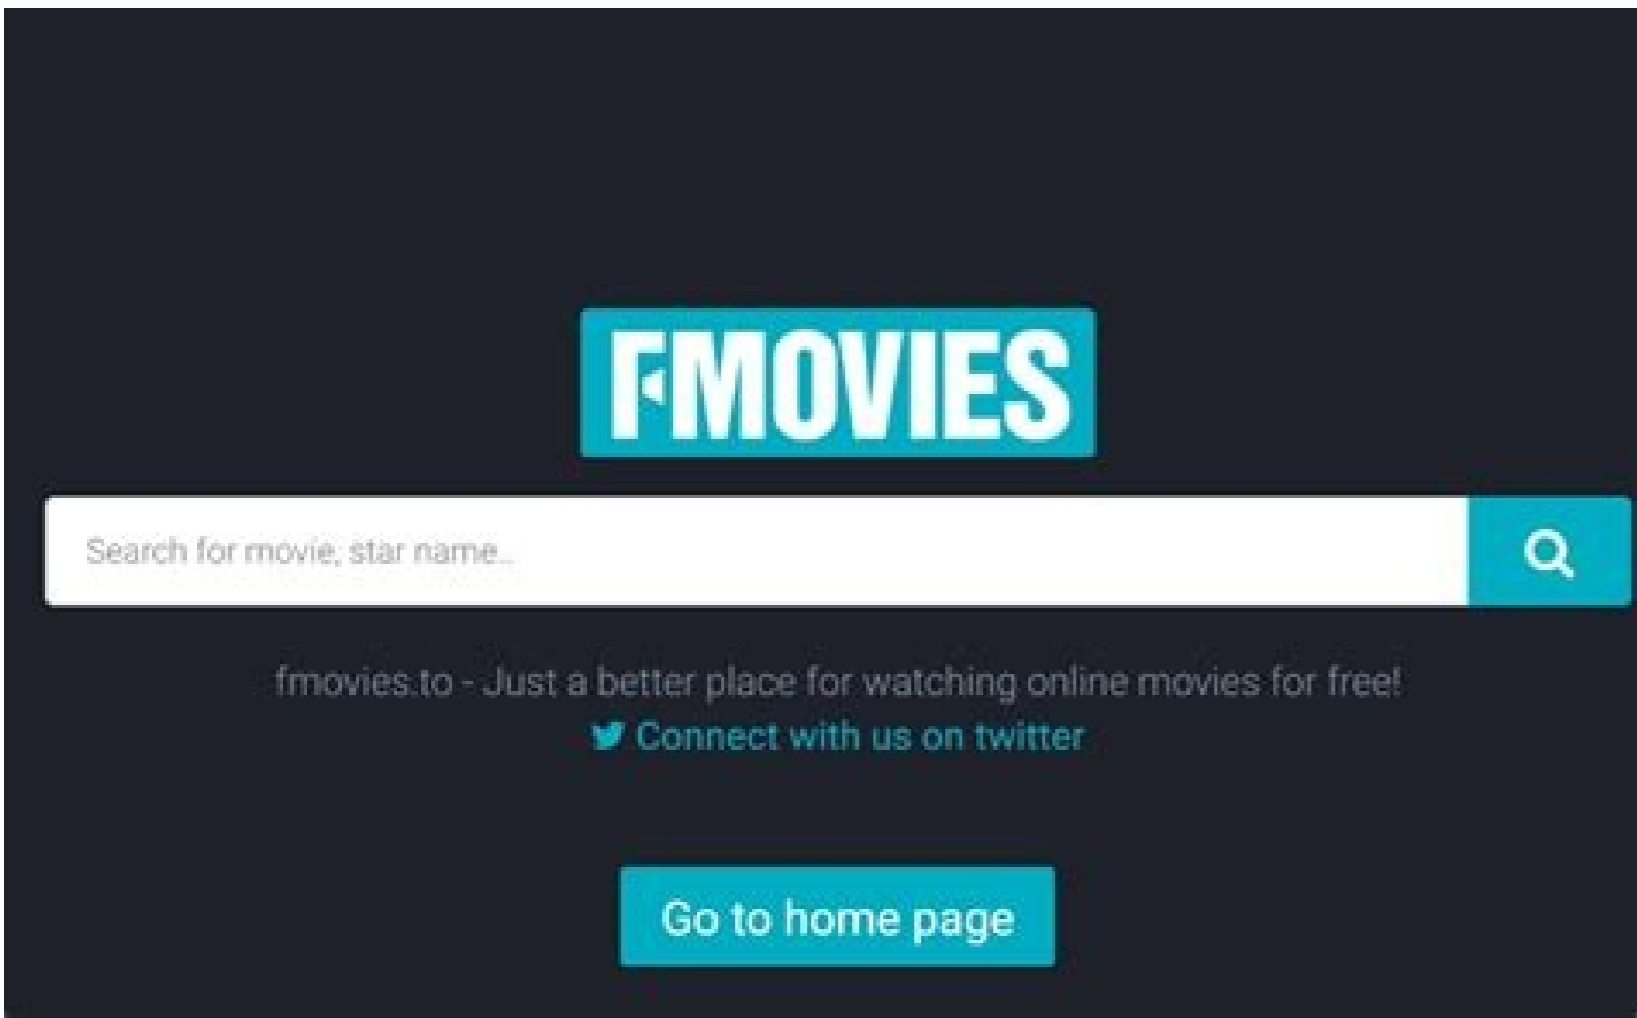 FMOVIES
Search for movie, star name...
fmovies.to - Just a better place for watching online movies for free!
Connect with us on twitter
Go to home page